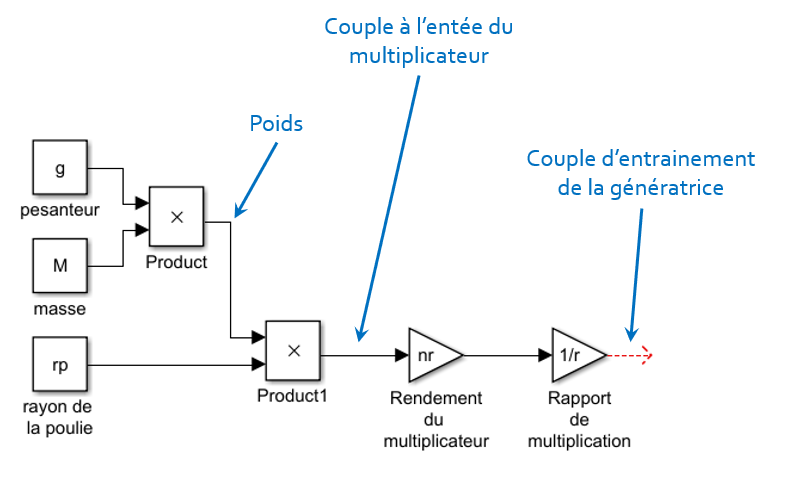 Couple à l’entée du
multiplicateur
Poids
Couple d’entrainement
de la génératrice
g
pesanteur
×
Product
M
masse
rp
rayon de
la poulie
×
Product1
nr
Rendement
du
multiplicateur
1/r
Rapport
de
multiplication